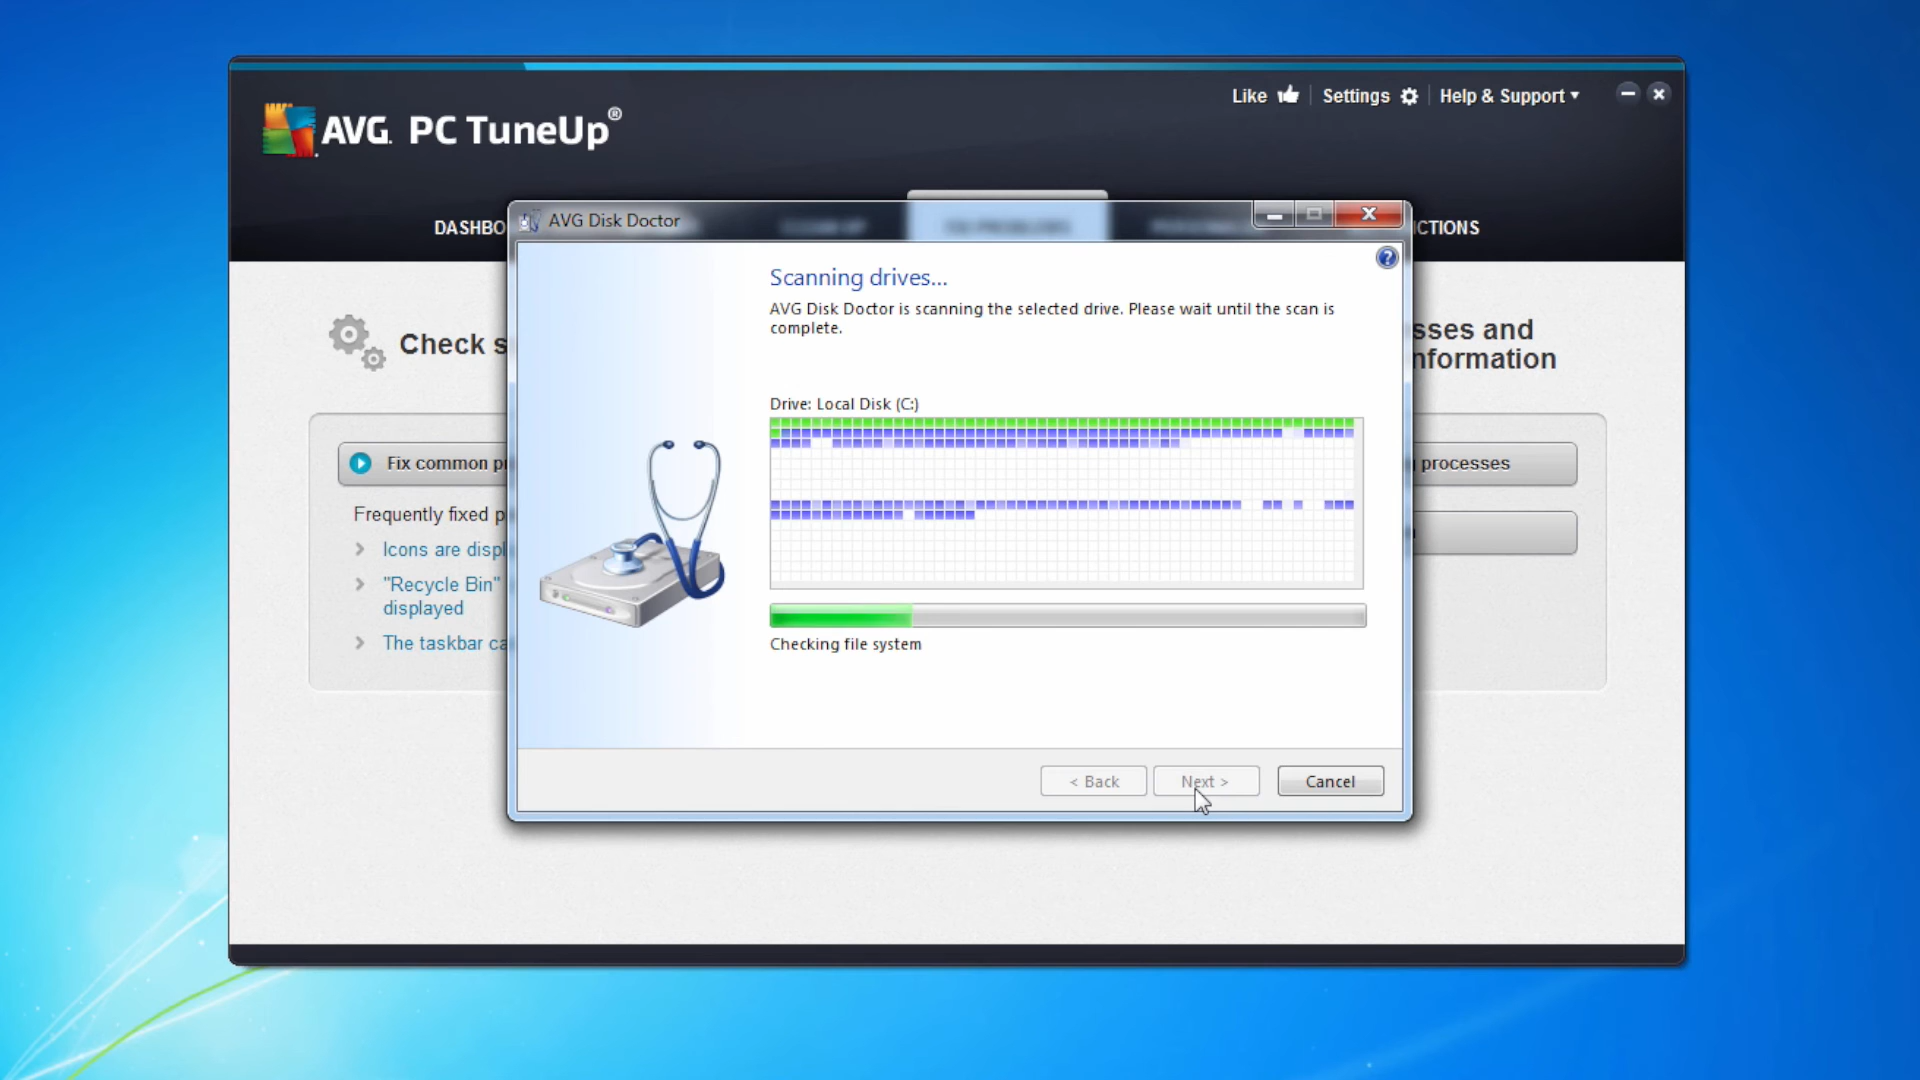 Like
Settings
Help & Support
AVG. PC TuneUp®
DASHBO
CTIONS
AVG Disk Doctor
Scanning drives...
AVG Disk Doctor is scanning the selected drive. Please wait until the scan is
complete.
Drive: Local Disk (C:)
Checking file system
< Back
Next >
Cancel
Check s
Fix common p
Frequently fixed p
Icons are displ
"Recycle Bin"
displayed
The taskbar ca
sses and
nformation
processes